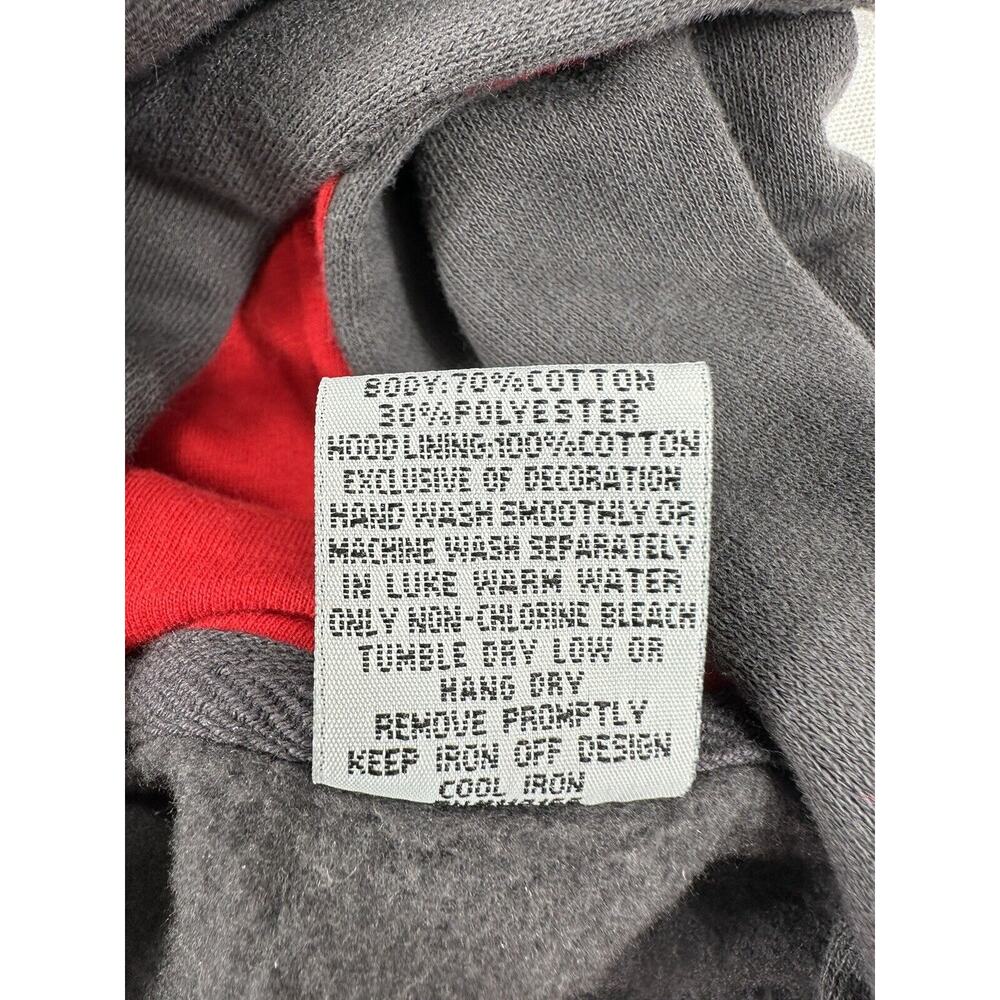 BODY:70%COTTON
30%POLYESTER
HOOD LINING:100%COTTON
EXCLUSIVE OF DECORATION
HAND WASH SMOOTHLY OR
MACHINE WASH SEPARATELY
IN LUKE WARM WATER
ONLY NON-CHLORINE BLEACH
TUMBLE DRY LOW OR
HANG DRY
REMOVE PROMPTLY
KEEP IRON OFF DESIGN
COOL IRON